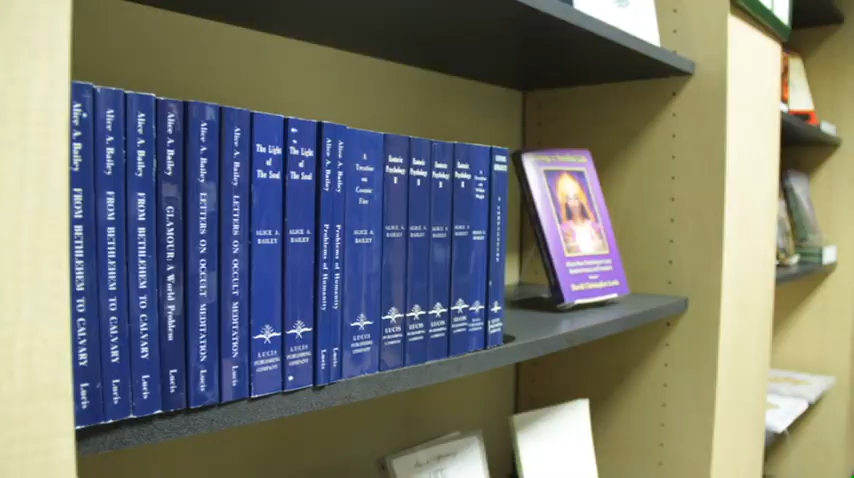 Alice A. Bailey FROM BETHLEHEM TO CALVARY Lucis
Alice A. Bailey FROM BETHLEHEM TO CALVARY Lucis
Alice A. Bailey FROM BETHLEHEM TO CALVARY Lucis
Alice A. Bailey GLAMOUR: A World Problem Lucis
Alice A. Bailey LETTERS ON OCCULT MEDITATION Lucis
Alice A. Bailey LETTERS ON OCCULT MEDITATION Lucis
The Light
of
The Soul
ALICE A.
BAILEY
LUCIS
PUBLISHING
COMPANY
The Light
of
The Soul
ALICE A.
BAILEY
LUCIS
PUBLISHING
COMPANY
Alice A. Bailey Problems of Humanity Lucis
Alice A. Bailey Problems of Humanity Lucis
A
Treatise
on
Cosmic
Fire
ALICE A.
BAILEY
LUCIS
PUBLISHING
COMPANY
Esoteric
Psychology
II
ALICE A.
BAILEY
LUCIS
PUBLISHING
COMPANY
Esoteric
Psychology
II
ALICE A.
BAILEY
LUCIS
Esoteric
Psychology
II
ALICE A.
BAILEY
LUCIS
Esoteric
Psychology
II
ALICE A.
BAILEY
LUCIS
A COMPILATION